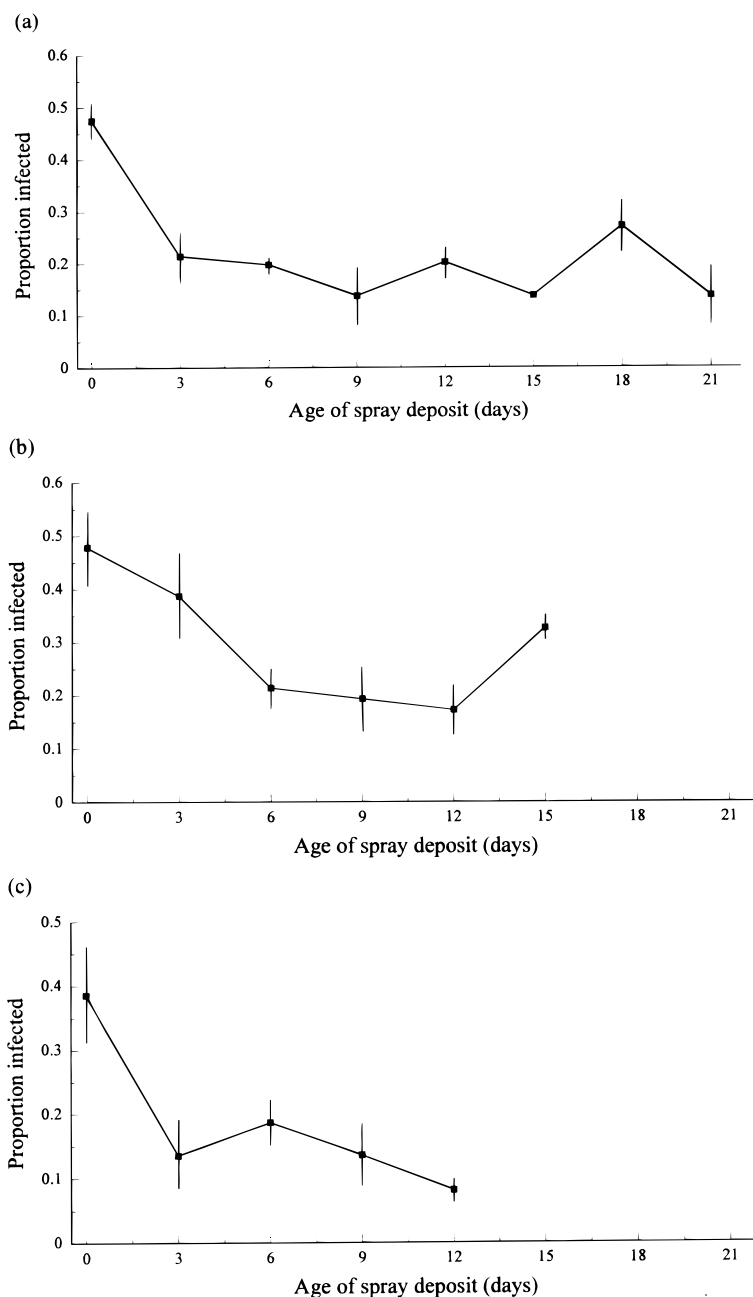 (a)
0.6
0.5
0.4
0.3
0.2
0.1
0
Proportion infected
0 3 6 9 12 15 18 21
Age of spray deposit (days)
(b)
0.6
0.5
0.4
0.3
0.2
0.1
0
Proportion infected
0 3 6 9 12 15 18 21
Age of spray deposit (days)
(c)
0.5
0.4
0.3
0.2
0.1
0
Proportion infected
0 3 6 9 12 15 18 21
Age of spray deposit (days)